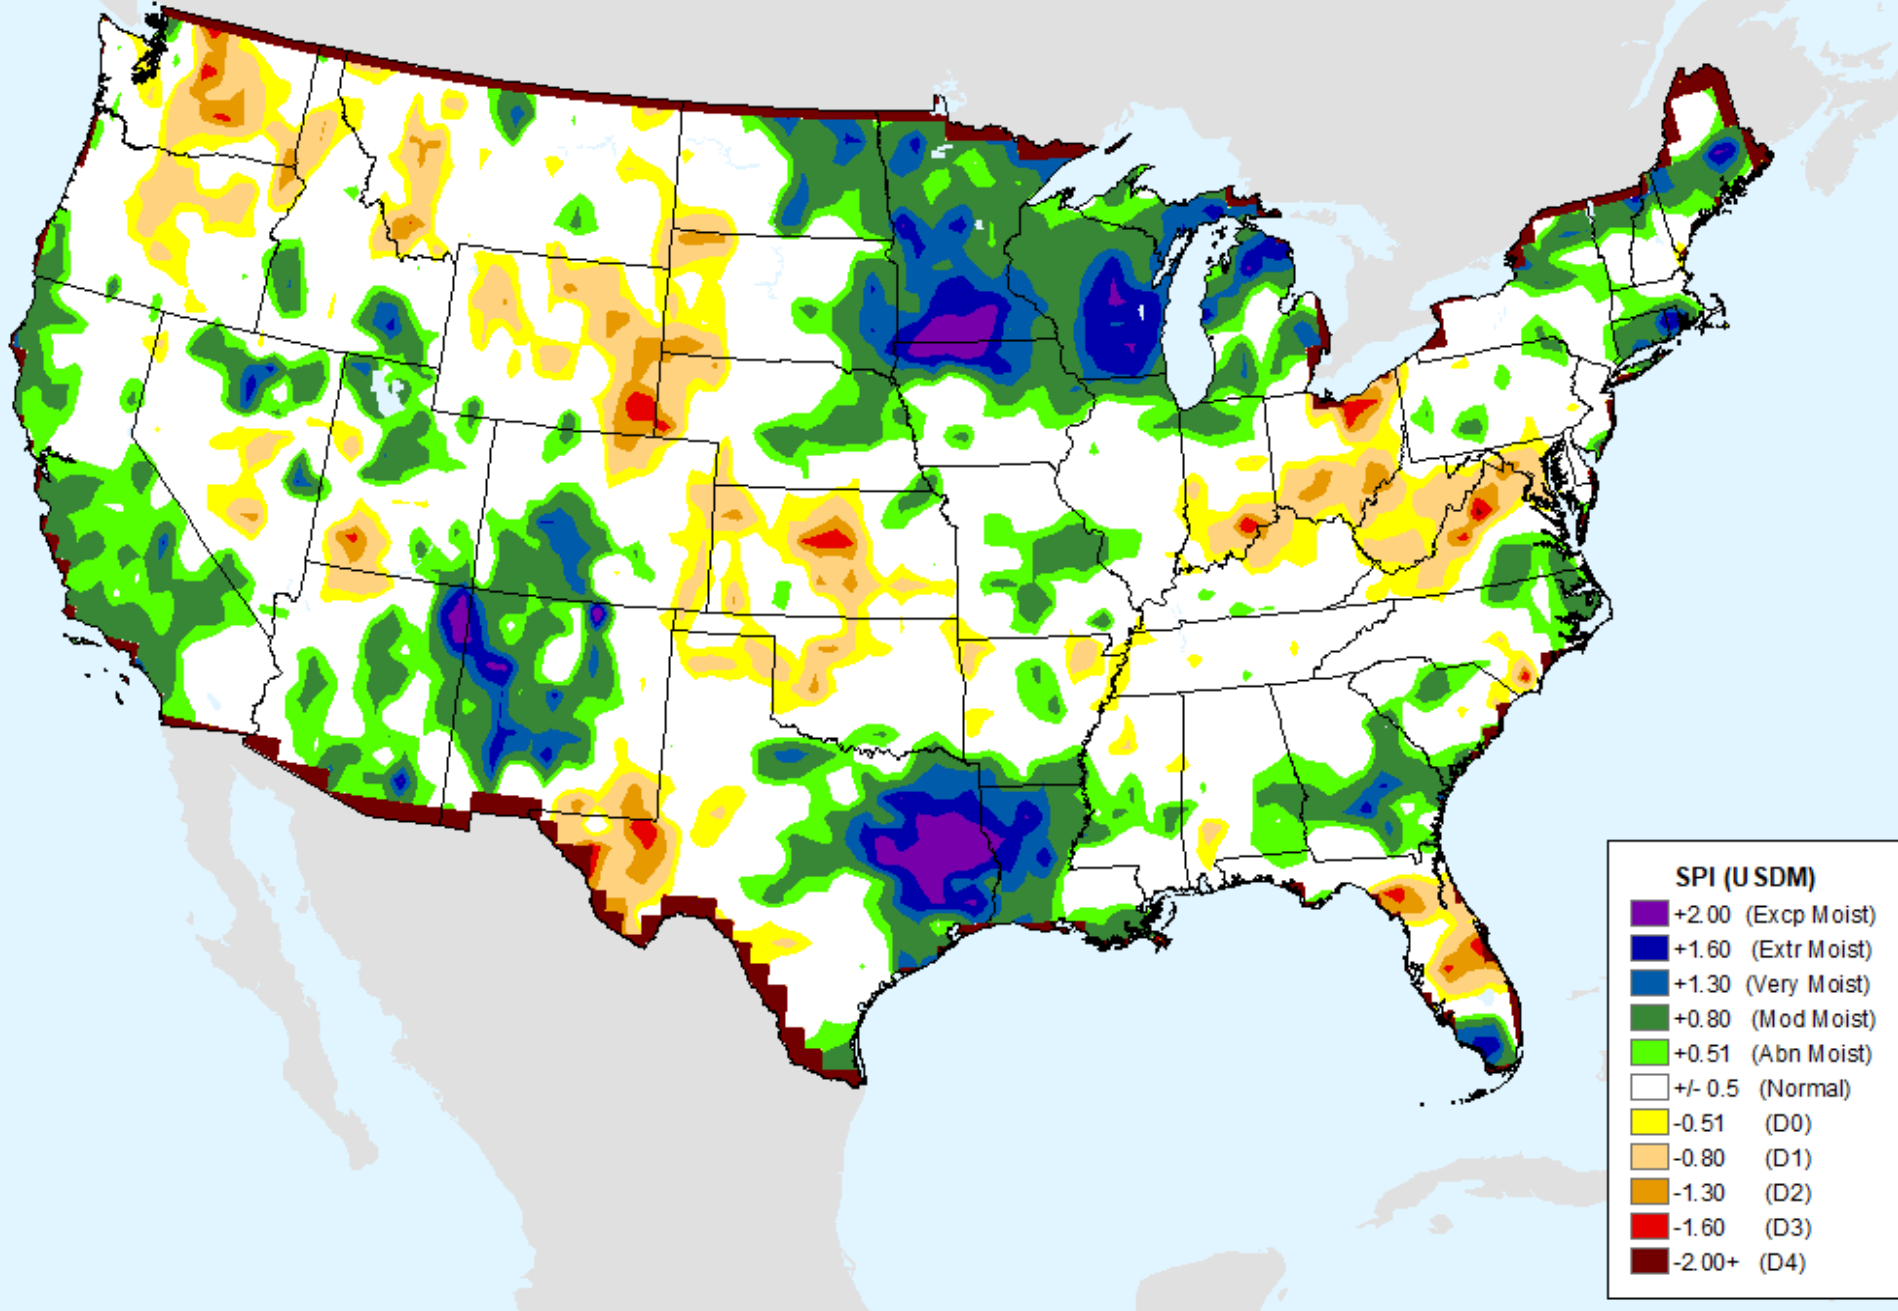 SPI (USDM)
+2.00 (Excp Moist)
+1.60 (Extr Moist)
+1.30 (Very Moist)
+0.80 (Mod Moist)
+0.51 (Abn Moist)
+/- 0.5 (Normal)
-0.51 (D0)
-0.80 (D1)
-1.30 (D2)
-1.60 (D3)
-2.00+ (D4)